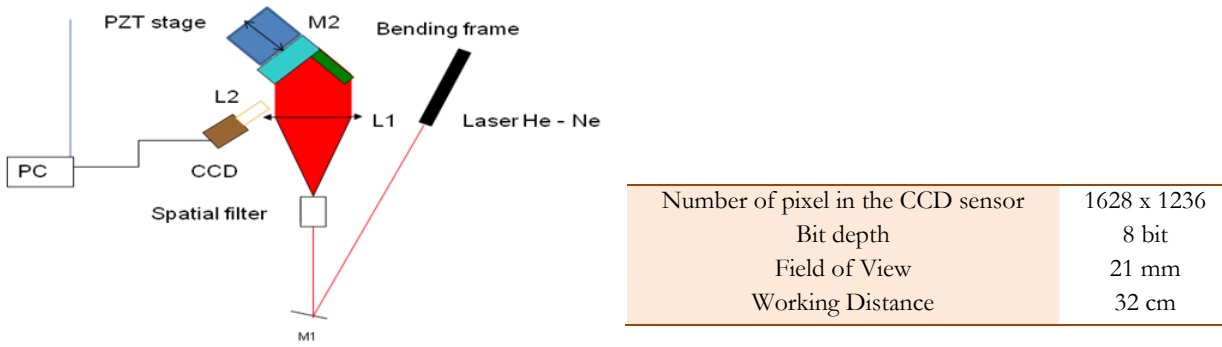 PZT stage
M2
Bending frame
L2
L1
Laser He - Ne
PC
CCD
Spatial filter
M1
Number of pixel in the CCD sensor 1628 x 1236
Bit depth 8 bit
Field of View 21 mm
Working Distance 32 cm